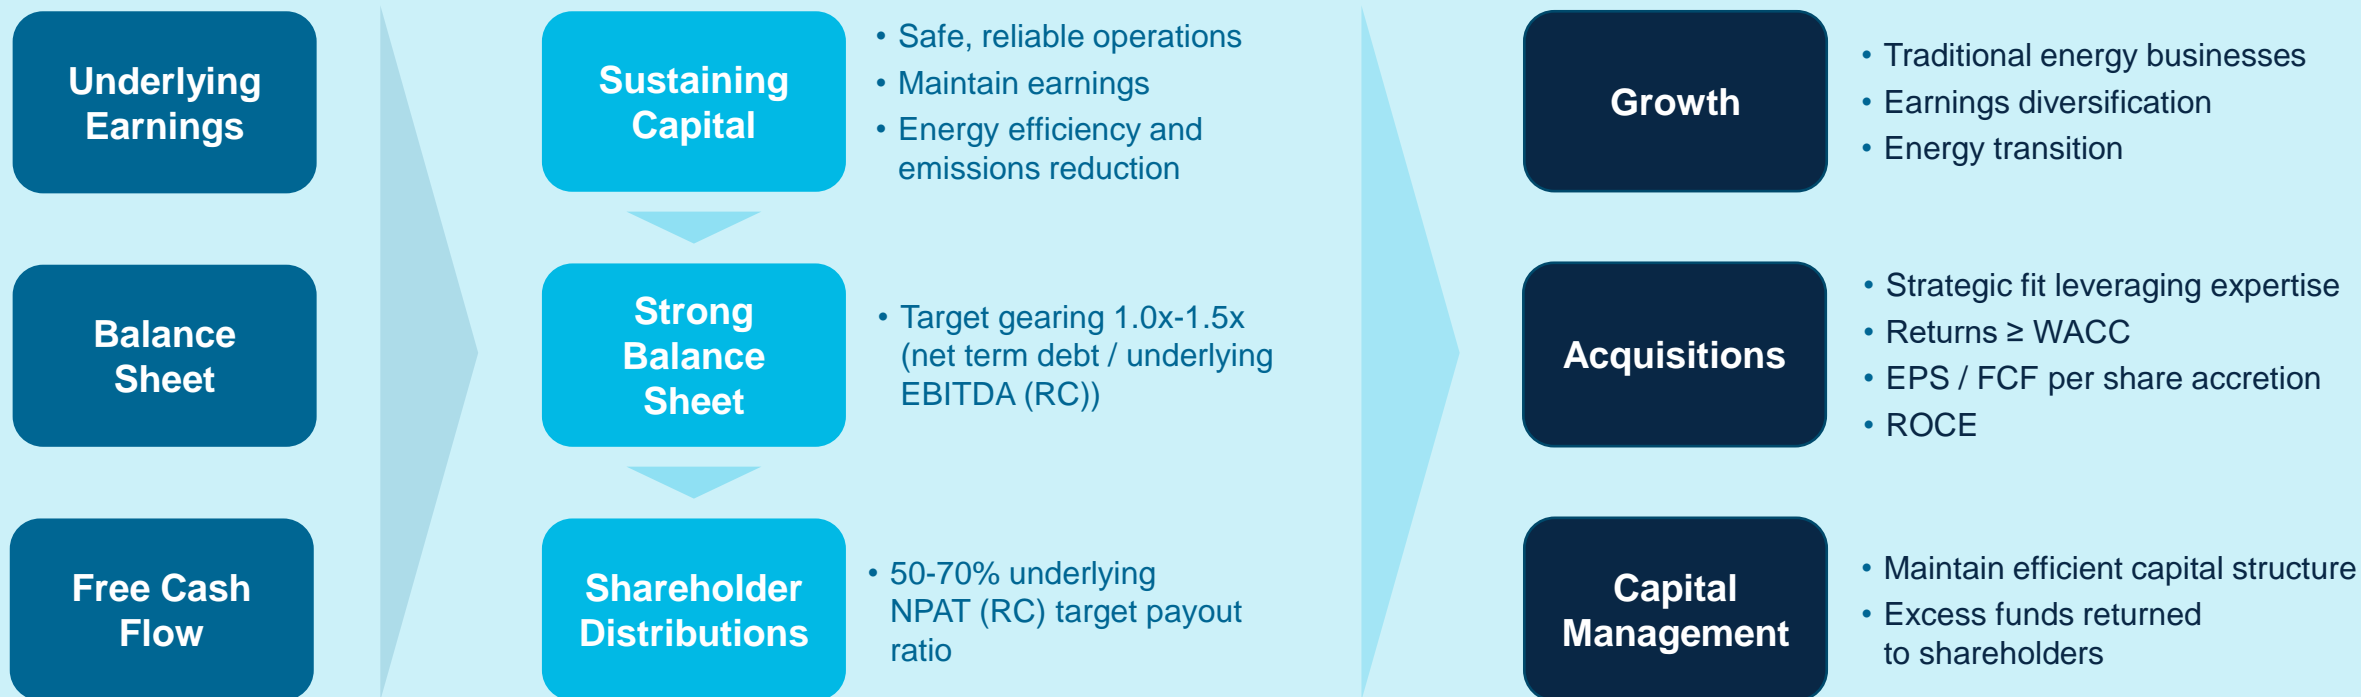 Underlying
Earnings
Balance
Sheet
Free Cash
Flow
Sustaining
Capital
• Safe, reliable operations
• Maintain earnings
• Energy efficiency and
emissions reduction
Strong
Balance
Sheet
• Target gearing 1.0x-1.5x
(net term debt / underlying
EBITDA (RC))
Shareholder
Distributions
• 50-70% underlying
NPAT (RC) target payout
ratio
Growth
• Traditional energy businesses
• Earnings diversification
• Energy transition
Acquisitions
• Strategic fit leveraging expertise
• Returns ≥ WACC
• EPS / FCF per share accretion
• ROCE
Capital
Management
• Maintain efficient capital structure
• Excess funds returned
to shareholders